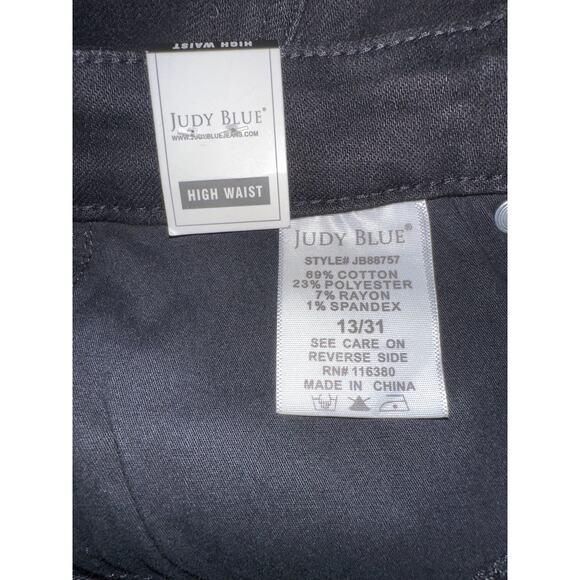 HIGH WAIST
JUDY BLUE®
WWW.JUDYBLUEJEANS.COM
HIGH WAIST
JUDY BLUE®
STYLE# JB88757
69% COTTON
23% POLYESTER
7% RAYON
1% SPANDEX
13/31
SEE CARE ON
REVERSE SIDE
RN# 116380
MADE IN CHINA